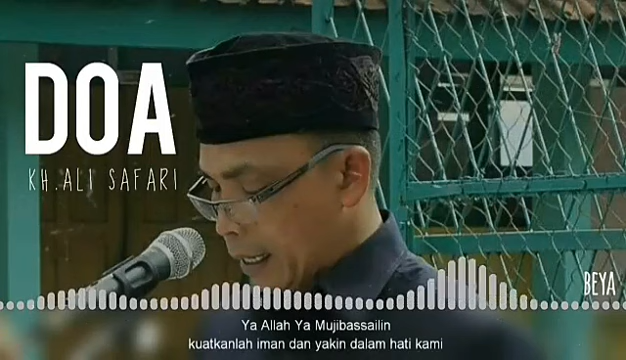 DOA
KH.ALI SAFARI
BEYA
Ya Allah Ya Mujibassailin
kuatkanlah iman dan yakin dalam hati kami